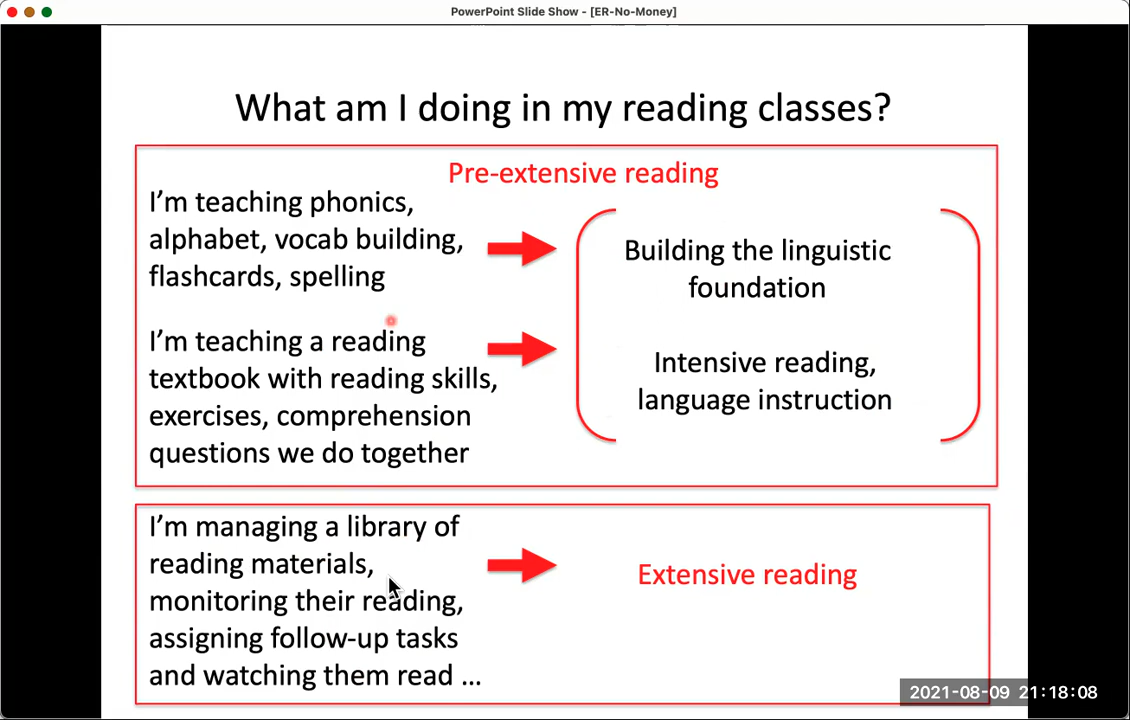 PowerPoint Slide Show - [ER-No-Money]
What am I doing in my reading classes?
Pre-extensive reading
I'm teaching phonics,
alphabet, vocab building,
flashcards, spelling
Building the linguistic
foundation
I'm teaching a reading
textbook with reading skills,
exercises, comprehension
questions we do together
Intensive reading,
language instruction
I'm managing a library of
reading materials,
monitoring their reading,
assigning follow-up tasks
and watching them read ...
Extensive reading
2021-08-09 21:18:08